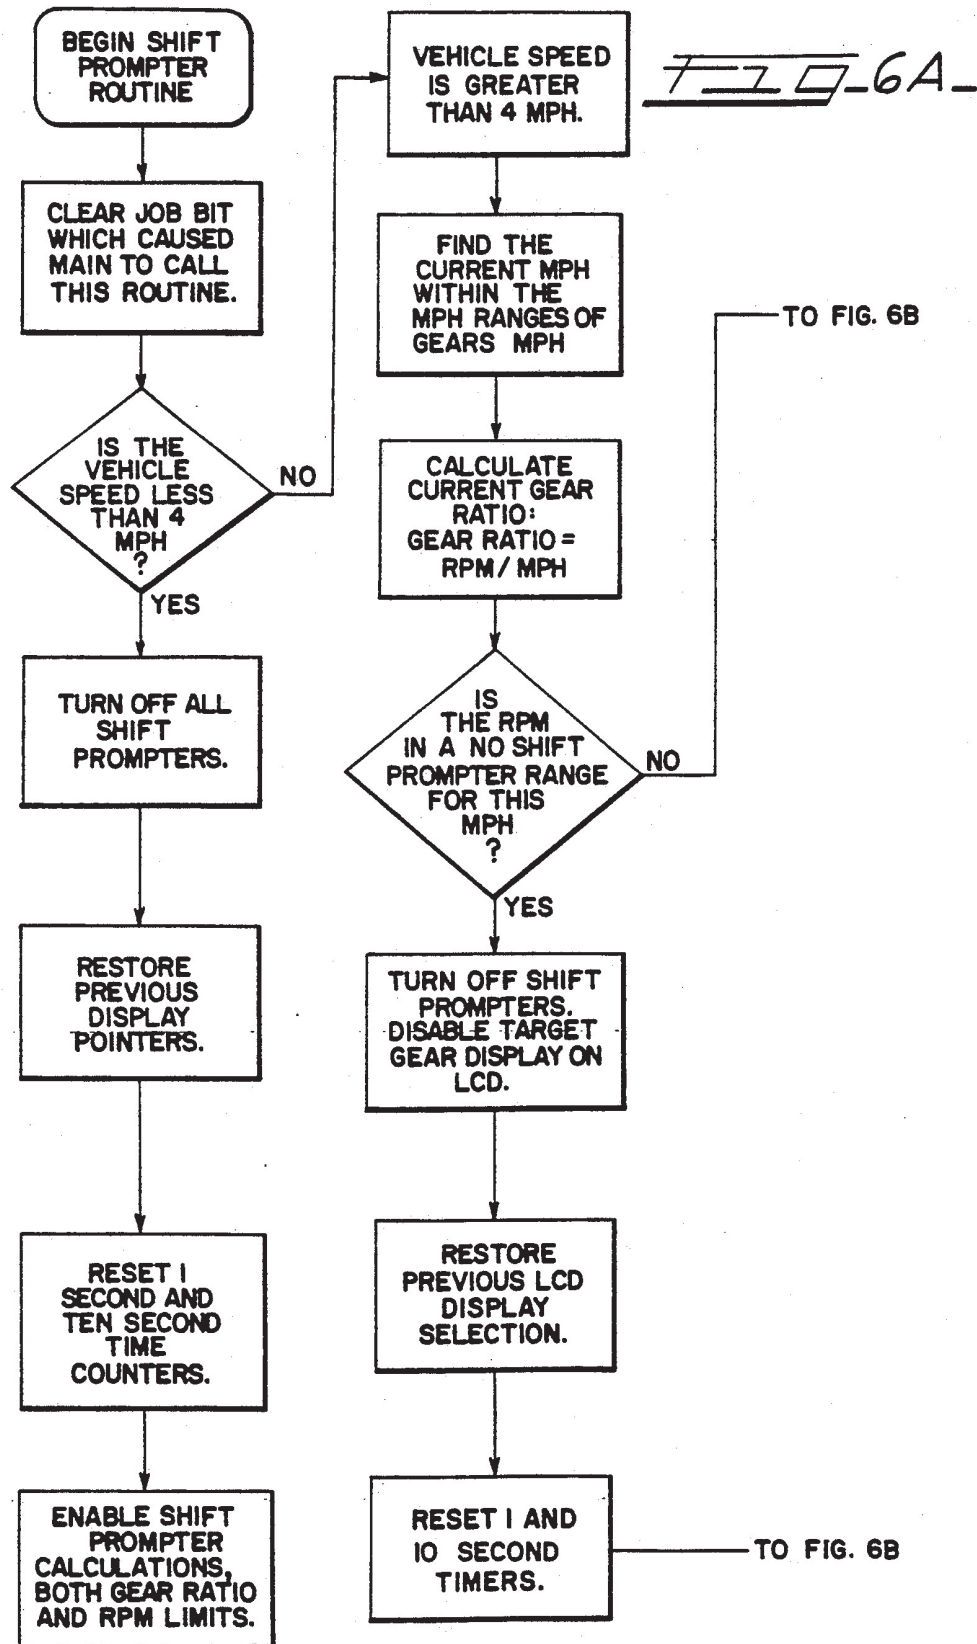 BEGIN SHIFT
PROMPTER
ROUTINE
CLEAR JOB BIT
WHICH CAUSED
MAIN TO CALL
THIS ROUTINE.
IS THE
VEHICLE
SPEED LESS
THAN 4
MPH
?
NO
YES
TURN OFF ALL
SHIFT
PROMPTERS.
RESTORE
PREVIOUS
DISPLAY
POINTERS.
RESET 1
SECOND AND
TEN SECOND
TIME
COUNTERS.
ENABLE SHIFT
PROMPTER
CALCULATIONS,
BOTH GEAR RATIO
AND RPM LIMITS.
VEHICLE SPEED
IS GREATER
THAN 4 MPH.
FIG_6A_
FIND THE
CURRENT MPH
WITHIN THE
MPH RANGES OF
GEARS MPH
TO FIG. 6B
CALCULATE
CURRENT GEAR
RATIO:
GEAR RATIO =
RPM / MPH
IS
THE RPM
IN A NO SHIFT
PROMPTER RANGE
FOR THIS
MPH
?
NO
YES
TURN OFF SHIFT
PROMPTERS.
DISABLE TARGET
GEAR DISPLAY ON
LCD.
RESTORE
PREVIOUS LCD
DISPLAY
SELECTION.
RESET 1 AND
10 SECOND
TIMERS.
TO FIG. 6B